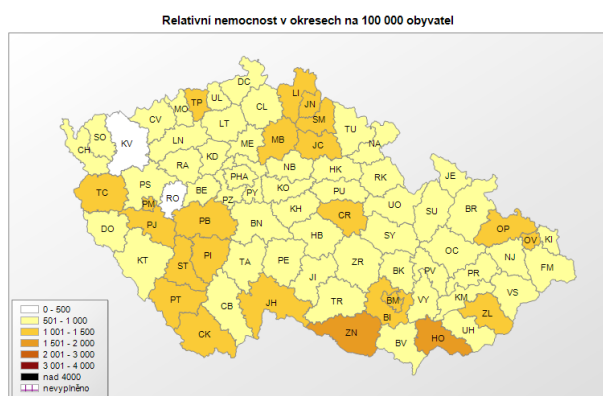 Relativní nemocnost v okresech na 100 000 obyvatel
DC
LI
TP UL JN
MO CL SM
CV LT TU
SO KV LN MB JC NA
CH ME
RA KD
NB HK JE
PS BE PHA RK
TC RO PY KO PU BR
PM PZ UO SU
PJ PB KH CR OP
DO BN OV KI
HB SY
KT ST PI OC NJ
TA PE ZR FM
BK PV PR
JI
PT JH VS
CB TR BM VY KM ZL
BI
CK ZN HO UH
BV
0 - 500
501 - 1 000
1 001 - 1 500
1 501 - 2 000
2 001 - 3 000
3 001 - 4 000
nad 4000
nevyplněno